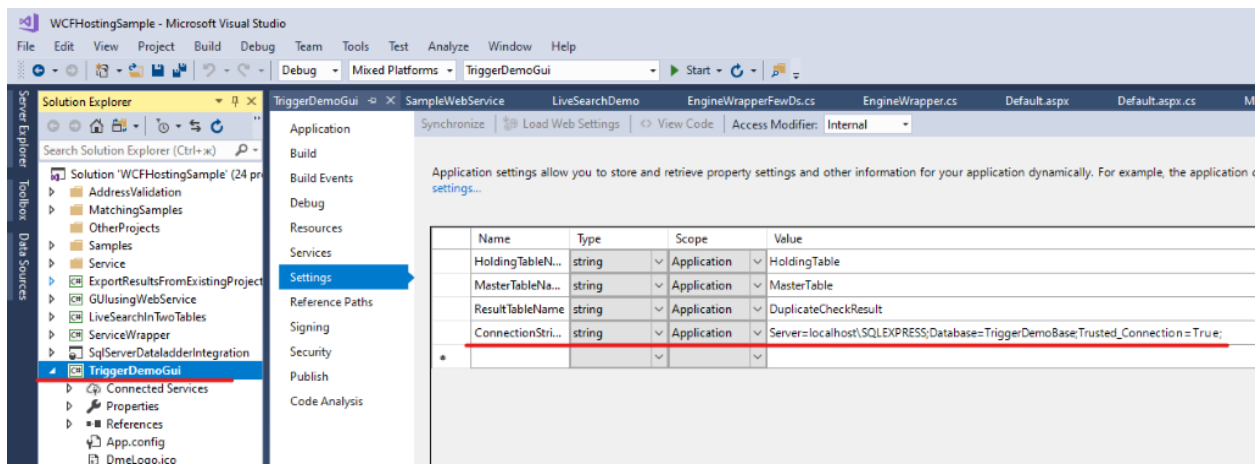 WCFHostingSample - Microsoft Visual Studio
File Edit View Project Build Debug Team Tools Test Analyze Window Help
Debug Mixed Platforms TriggerDemoGui Start
Server Explorer
Toolbox
Data Sources
Solution Explorer
Search Solution Explorer (Ctrl+ж)
Solution 'WCFHostingSample' (24 pr
AddressValidation
MatchingSamples
OtherProjects
Samples
Service
ExportResultsFromExistingProject
GUIusingWebService
LiveSearchInTwoTables
ServiceWrapper
SqlServerDataladderIntegration
TriggerDemoGui
Connected Services
Properties
References
App.config
DmeLogo.ico
TriggerDemoGui SampleWebService LiveSearchDemo EngineWrapperFewDs.cs EngineWrapper.cs Default.aspx Default.aspx.cs M
Application
Build
Build Events
Debug
Resources
Services
Settings
Reference Paths
Signing
Security
Publish
Code Analysis
Synchronize Load Web Settings View Code Access Modifier: Internal
Application settings allow you to store and retrieve property settings and other information for your application dynamically. For example, the application
settings...
Name Type Scope Value
HoldingTableN... string Application HoldingTable
MasterTableNa... string Application MasterTable
ResultTableName string Application DuplicateCheckResult
ConnectionStri... string Application Server=localhost\SQLEXPRESS;Database=TriggerDemoBase;Trusted_Connection=True;